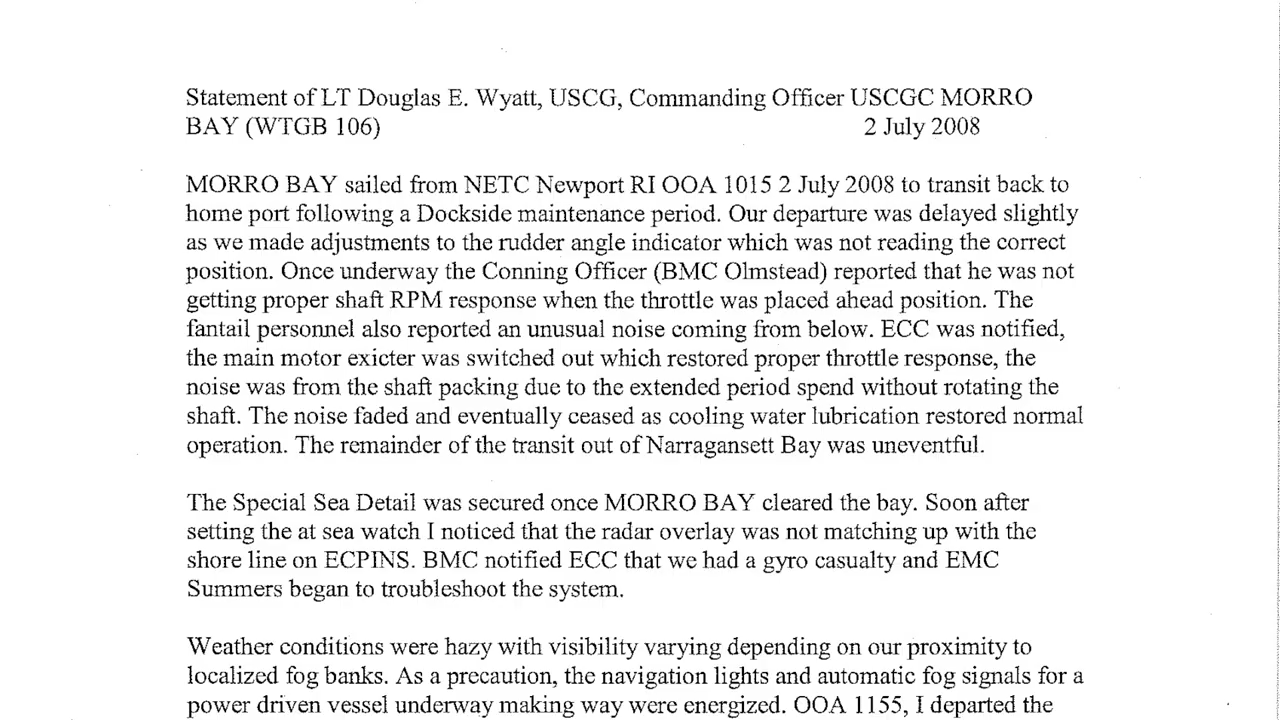 Statement of LT Douglas E. Wyatt, USCG, Commanding Officer USCGC MORRO
BAY (WTGB 106) 2 July 2008
MORRO BAY sailed from NETC Newport RI OOA 1015 2 July 2008 to transit back to
home port following a Dockside maintenance period. Our departure was delayed slightly
as we made adjustments to the rudder angle indicator which was not reading the correct
position. Once underway the Conning Officer (BMC Olmstead) reported that he was not
getting proper shaft RPM response when the throttle was placed ahead position. The
fantail personnel also reported an unusual noise coming from below. ECC was notified,
the main motor exicter was switched out which restored proper throttle response, the
noise was from the shaft packing due to the extended period spend without rotating the
shaft. The noise faded and eventually ceased as cooling water lubrication restored normal
operation. The remainder of the transit out of Narragansett Bay was uneventful.
The Special Sea Detail was secured once MORRO BAY cleared the bay. Soon after
setting the at sea watch I noticed that the radar overlay was not matching up with the
shore line on ECPINS. BMC notified ECC that we had a gyro casualty and EMC
Summers began to troubleshoot the system.
Weather conditions were hazy with visibility varying depending on our proximity to
localized fog banks. As a precaution, the navigation lights and automatic fog signals for a
power driven vessel underway making way were energized. OOA 1155, I departed the